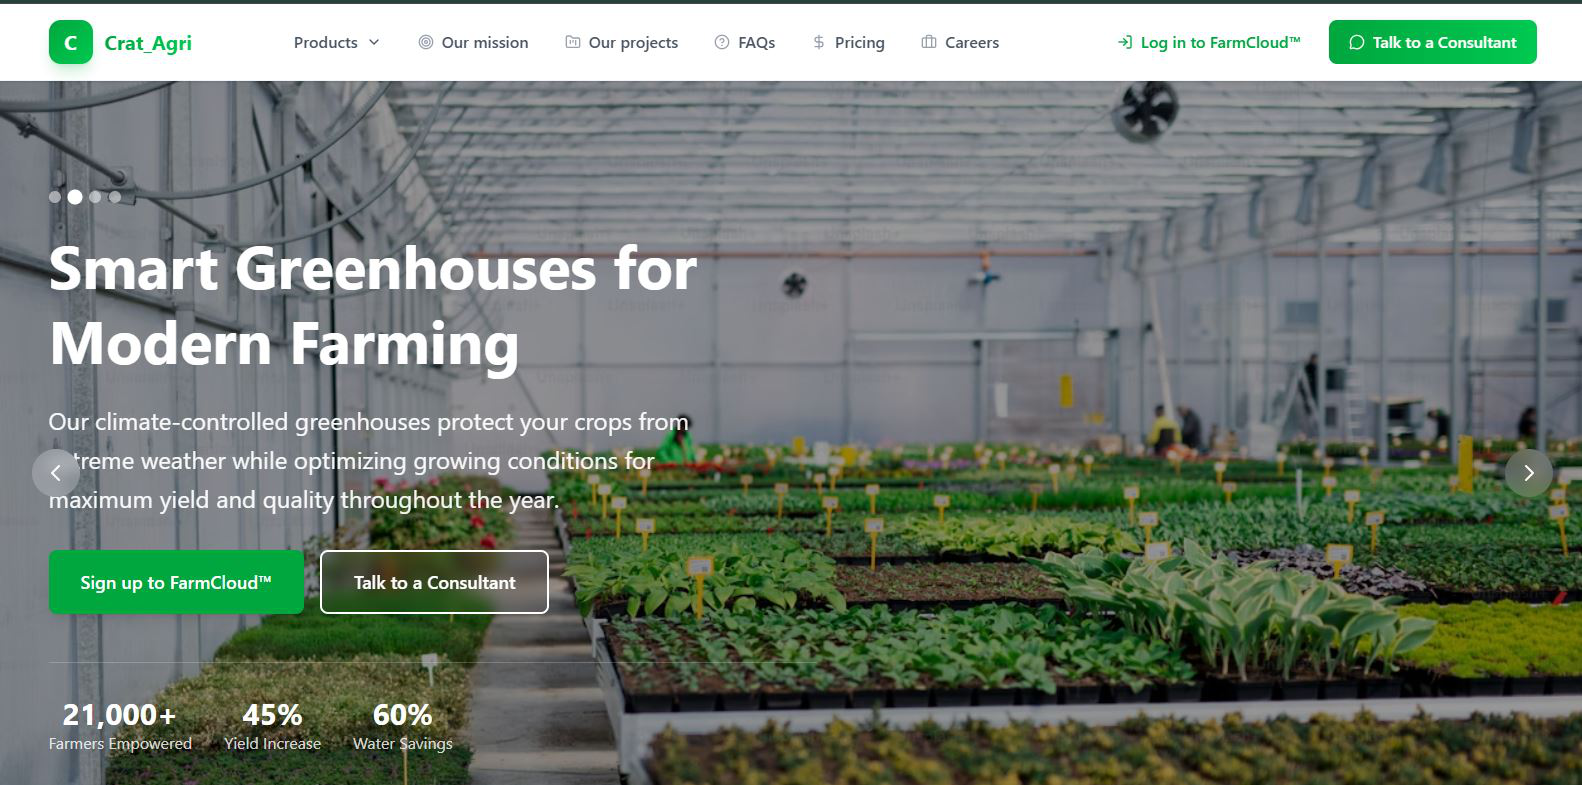 C
Crat_Agri
Products
Our mission
Our projects
FAQs
Pricing
Careers
Log in to FarmCloud™
Talk to a Consultant
Smart Greenhouses for
Modern Farming
Our climate-controlled greenhouses protect your crops from
treme weather while optimizing growing conditions for
maximum yield and quality throughout the year.
Sign up to FarmCloud™
Talk to a Consultant
21,000+
Farmers Empowered
45%
Yield Increase
60%
Water Savings